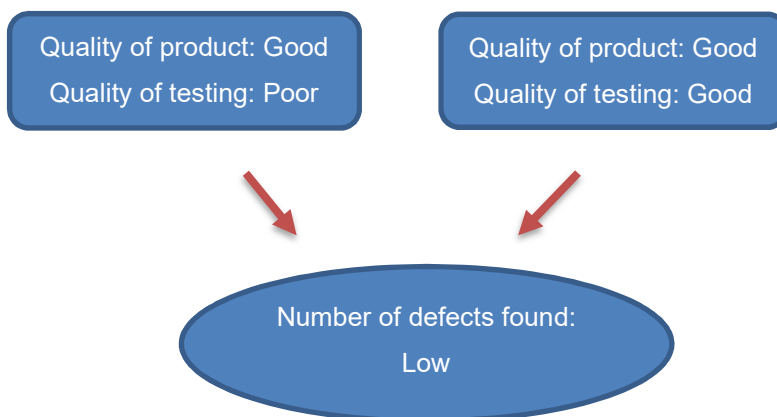 Quality of product: Good
Quality of testing: Poor
Quality of product: Good
Quality of testing: Good
Number of defects found:
Low